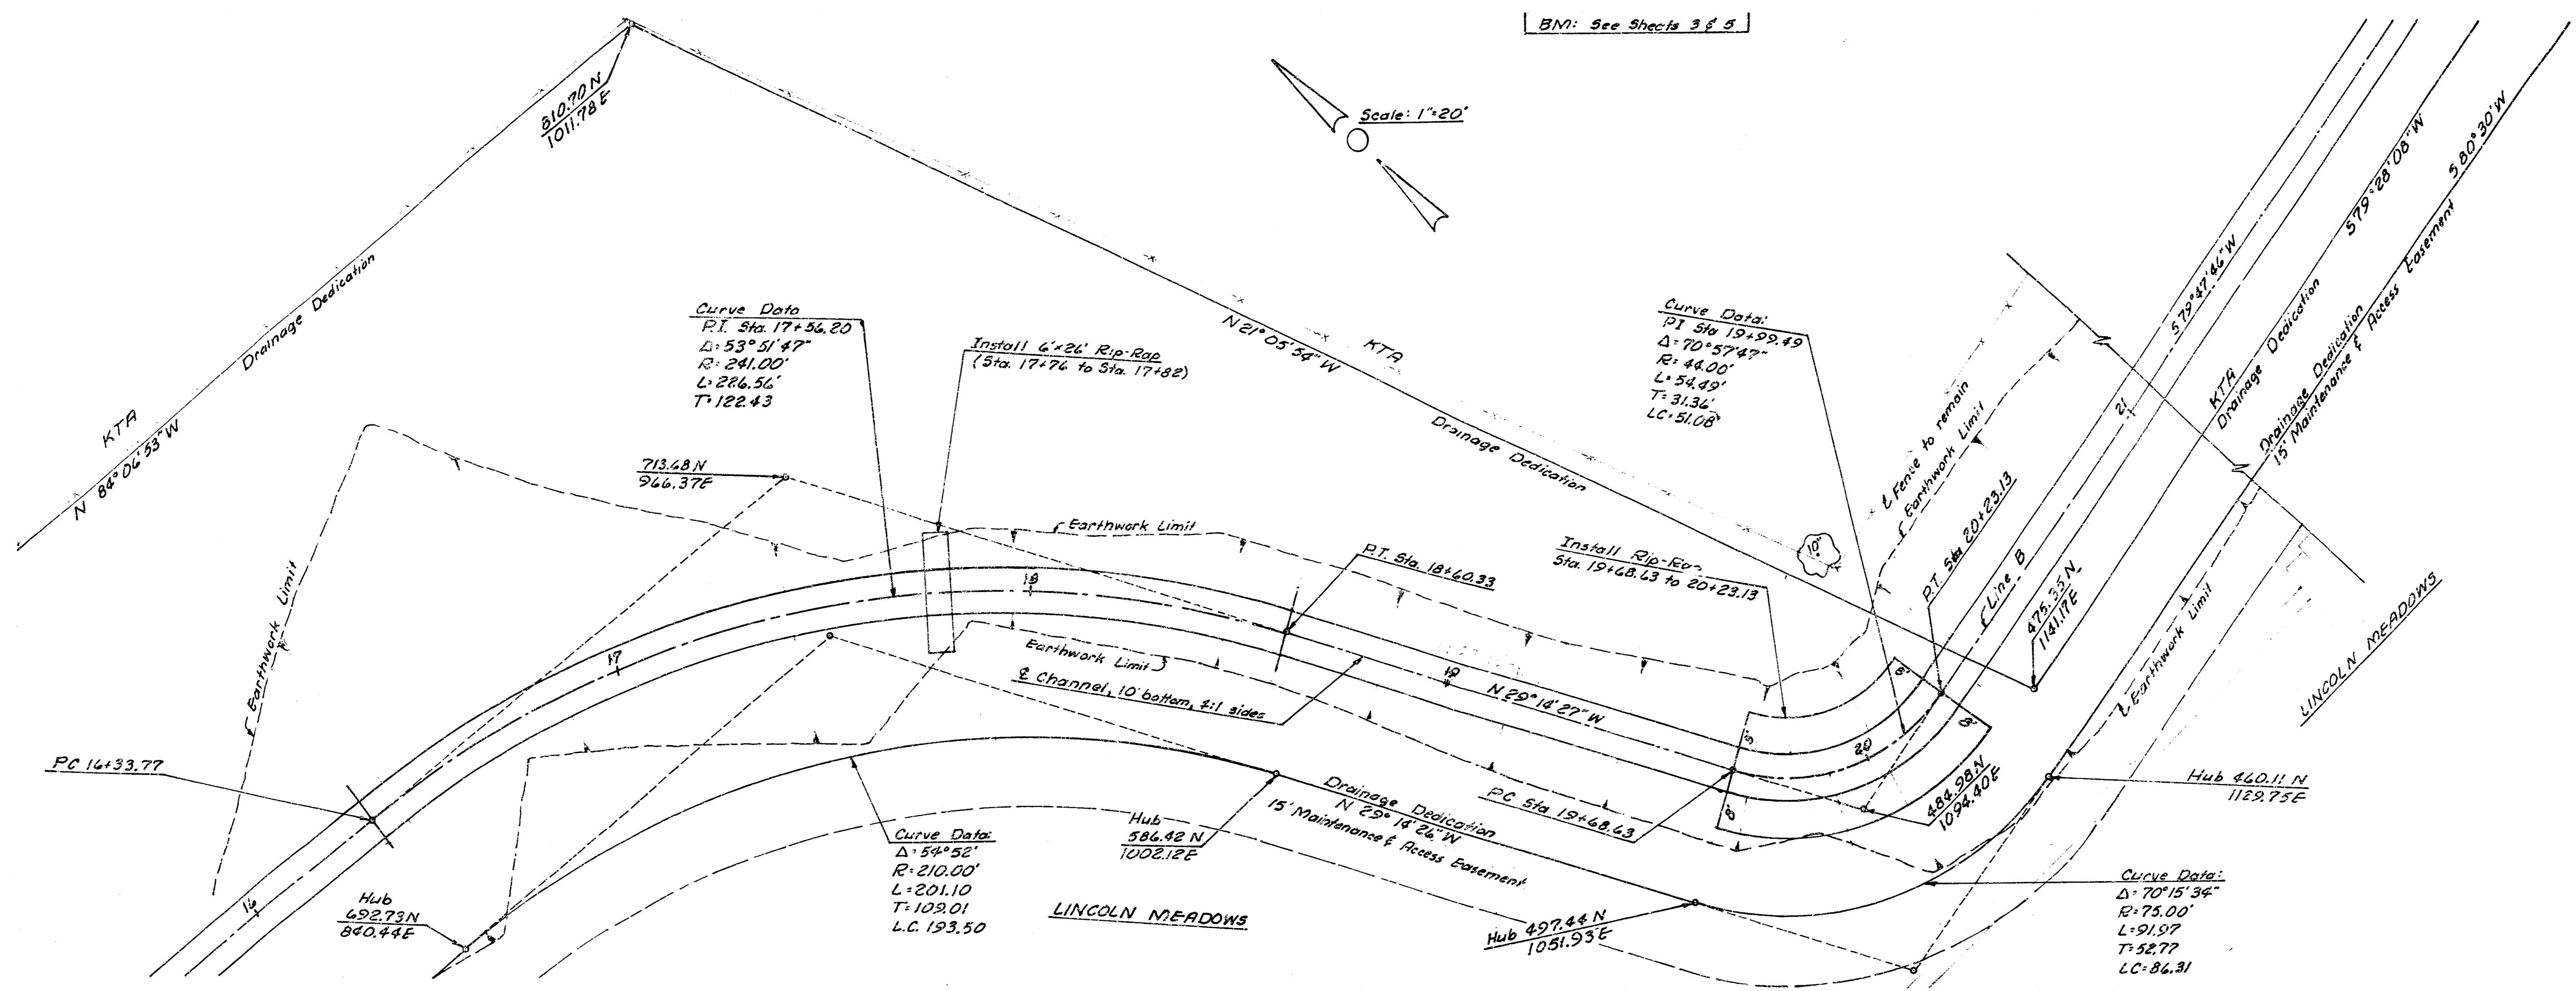 BM: See Sheets 3 & 5
Scale: 1"=20'
810.70 N
1011.78 E
Drainage Dedication
KTA
N 84°06'53" W
Curve Data
P.I. Sta. 17+56.20
Δ=53°51'47"
R=241.00'
L=226.56'
T=122.43
Install 6'x26' Rip-Rap
(Sta. 17+76 to Sta. 17+82)
N 21°05'54" W
KTA
Drainage Dedication
Curve Data:
PI Sta 19+99.49
Δ=70°57'47"
R=44.00'
L=54.49'
T=31.36'
LC=51.08'
℄ Fence to remain
Earthwork Limit
S 79°47'46" W
KTA
Drainage Dedication
S 79°28'08" W
Drainage Dedication
15' Maintenance & Access Easement
S 80°30' W
21
713.68 N
966.37 E
Earthwork Limit
Earthwork Limit
P.T. Sta. 18+60.33
Install Rip-Rap
Sta. 19+68.63 to 20+23.13
10"
P.T. Sta 20+23.13
Line B
475.35 N
1141.17 E
Earthwork Limit
LINCOLN MEADOWS
17
18
Earthwork Limit
℄ Channel, 10' bottom, 4:1 sides
19
N 29°14'27" W
8'
8'
8'
8'
20
PC 16+33.77
16
Hub
692.73 N
840.44 E
Curve Data:
Δ=54°52'
R=210.00'
L=201.10
T=109.01
L.C. 193.50
LINCOLN MEADOWS
Hub
586.42 N
1002.12 E
Drainage Dedication
N 29°14'26" W
15' Maintenance & Access Easement
PC Sta 19+68.63
484.98 N
1094.40 E
Hub 460.11 N
1129.75 E
Hub 497.44 N
1051.93 E
Curve Data:
Δ=70°15'34"
R=75.00'
L=91.97
T=52.77
LC=86.31